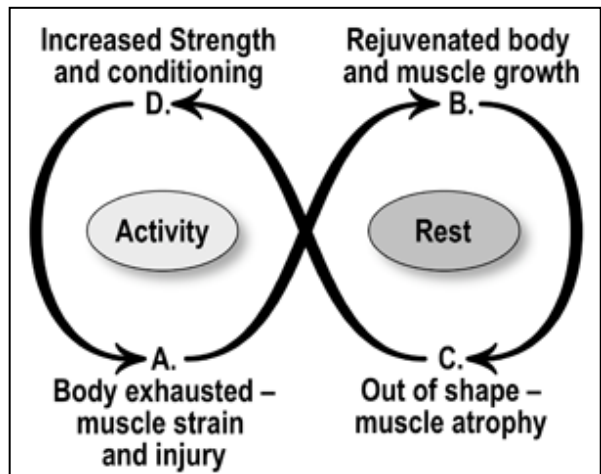 Increased Strength
and conditioning
D.
Rejuvenated body
and muscle growth
B.
Activity
Rest
A.
Body exhausted –
muscle strain
and injury
C.
Out of shape –
muscle atrophy